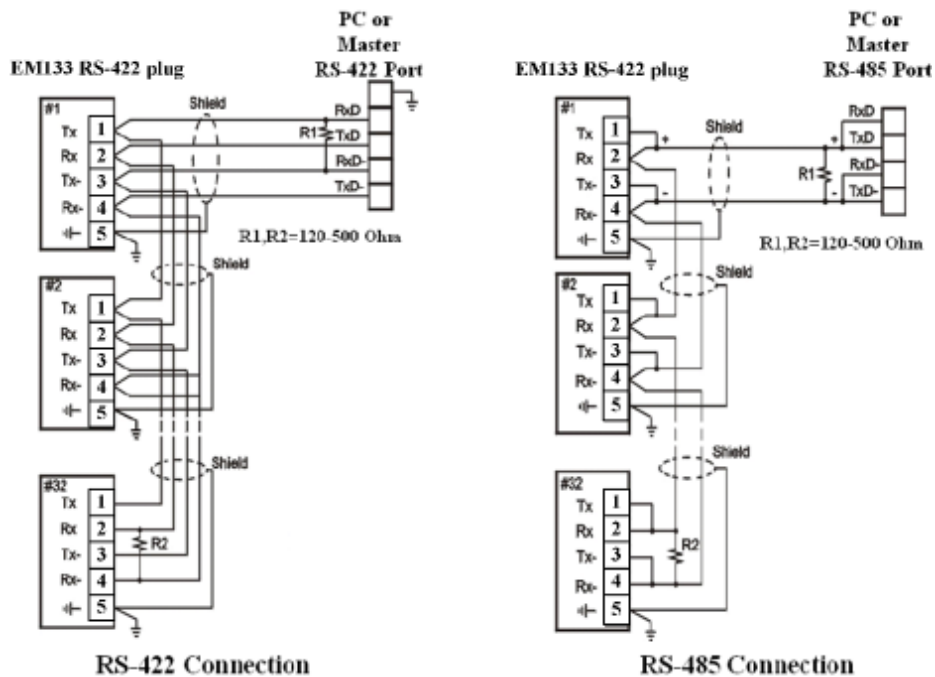 PC or
Master
RS-422 Port
EM133 RS-422 plug
#1
Shield
RxD
Tx 1
R1
TxD
Rx 2
RxD-
Tx- 3
TxD-
Rx- 4
5
R1,R2=120-500 Ohm
Shield
#2
Tx 1
Rx 2
Tx- 3
Rx- 4
5
Shield
#32
Tx 1
Rx 2
R2
Tx- 3
Rx- 4
5
RS-422 Connection
PC or
Master
RS-485 Port
EM133 RS-422 plug
#1
Shield
RxD
Tx 1
+
TxD
Rx 2
R1
RxD-
Tx- 3
-
TxD-
Rx- 4
5
R1,R2=120-500 Ohm
Shield
#2
Tx 1
Rx 2
Tx- 3
Rx- 4
5
Shield
#32
Tx 1
Rx 2
R2
Tx- 3
Rx- 4
5
RS-485 Connection